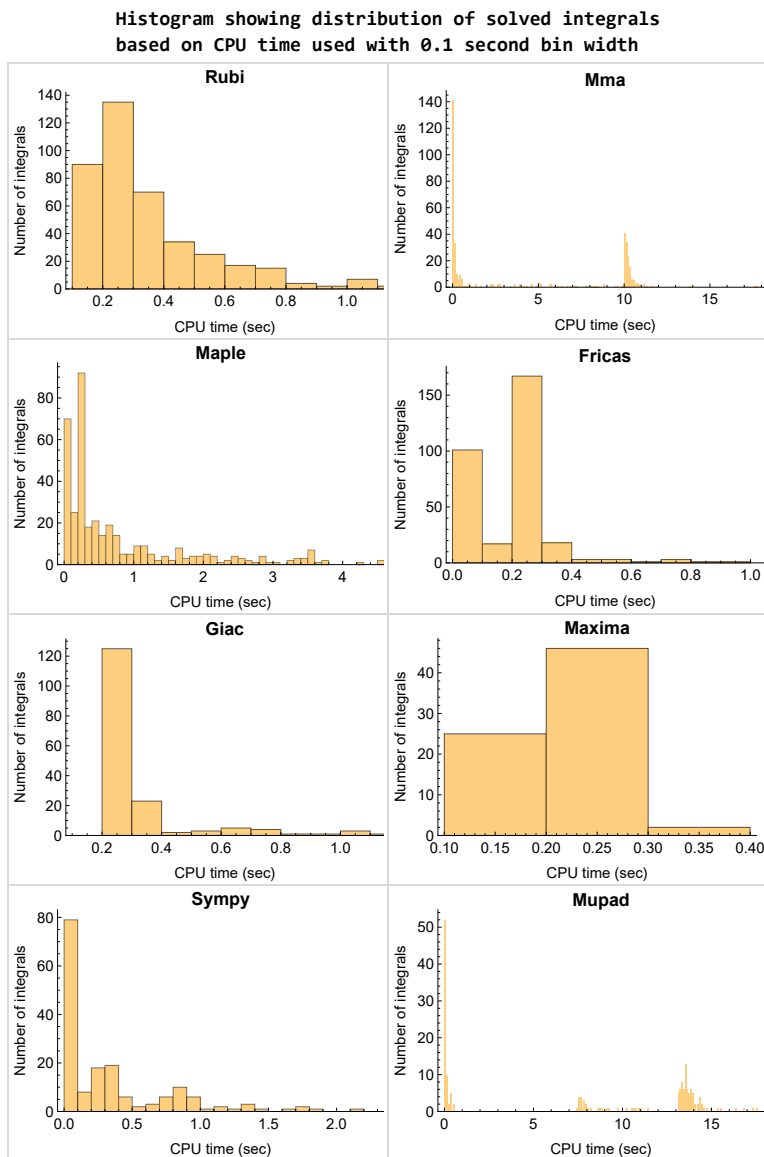 Histogram showing distribution of solved integrals
based on CPU time used with 0.1 second bin width
Rubi
Number of integrals
140
120
100
80
60
40
20
0
0.2 0.4 0.6 0.8 1.0
CPU time (sec)
Mma
Number of integrals
140
120
100
80
60
40
20
0
0 5 10 15
CPU time (sec)
Maple
Number of integrals
80
60
40
20
0
0 1 2 3 4
CPU time (sec)
Fricas
Number of integrals
150
100
50
0
0.0 0.2 0.4 0.6 0.8 1.0
CPU time (sec)
Giac
Number of integrals
120
100
80
60
40
20
0
0.2 0.4 0.6 0.8 1.0
CPU time (sec)
Maxima
Number of integrals
40
30
20
10
0
0.10 0.15 0.20 0.25 0.30 0.35 0.40
CPU time (sec)
Sympy
Number of integrals
80
60
40
20
0
0.0 0.5 1.0 1.5 2.0
CPU time (sec)
Mupad
Number of integrals
50
40
30
20
10
0
0 5 10 15
CPU time (sec)